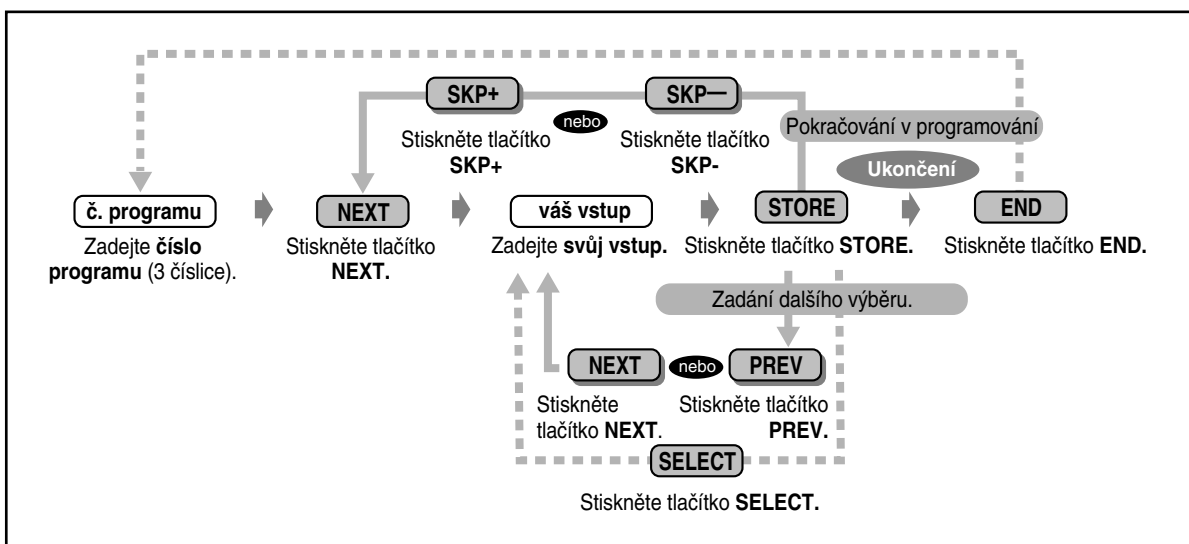 SKP+
SKP—
nebo
Stiskněte tlačítko
SKP+
Stiskněte tlačítko
SKP-
Pokračování v programování
Ukončení
č. programu
NEXT
váš vstup
STORE
END
Zadejte číslo
programu (3 číslice).
Stiskněte tlačítko
NEXT.
Zadejte svůj vstup.
Stiskněte tlačítko STORE.
Stiskněte tlačítko END.
Zadání dalšího výběru.
NEXT
nebo
PREV
Stiskněte
tlačítko NEXT.
Stiskněte tlačítko
PREV.
SELECT
Stiskněte tlačítko SELECT.